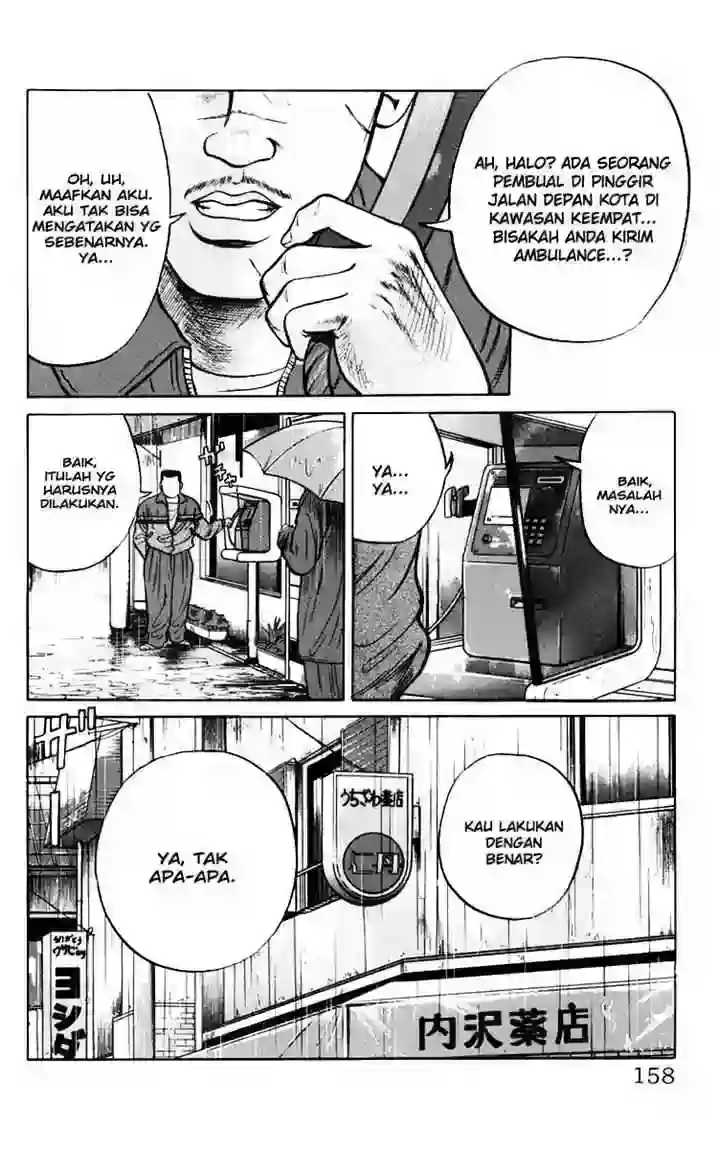 AH, HALO? ADA SEORANG
PEMBUAL DI PINGGIR
JALAN DEPAN KOTA DI
KAWASAN KEEMPAT...
BISAKAH ANDA KIRIM
AMBULANCE...?
OH, UH,
MAAFKAN AKU.
AKU TAK BISA
MENGATAKAN YG
SEBENARNYA.
YA...
BAIK,
MASALAH
NYA...
YA...
YA...
BAIK,
ITULAH YG
HARUSNYA
DILAKUKAN.
ザ
KAU LAKUKAN
DENGAN
BENAR?
うちざわ薬店
YA, TAK
APA-APA.
ヨシダ
内沢薬店
158